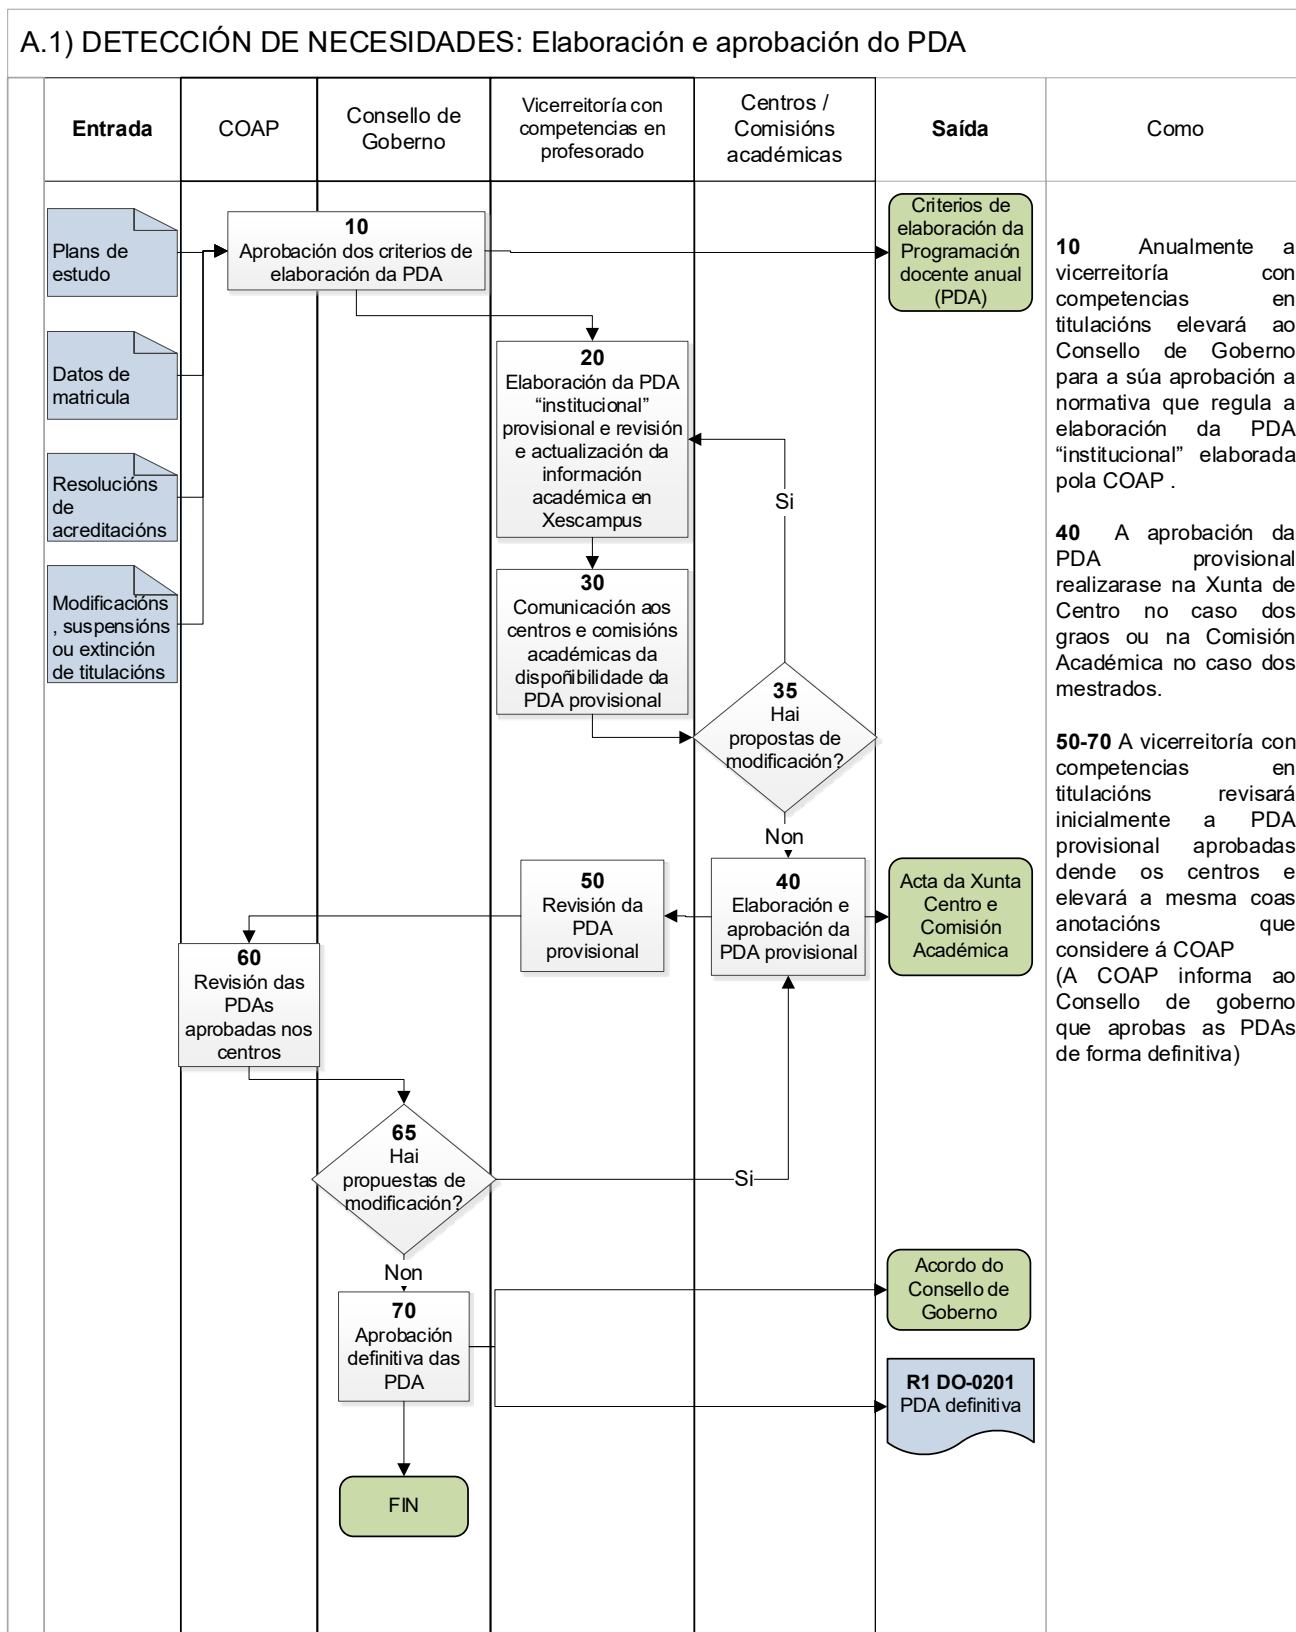 A.1) DETECCIÓN DE NECESIDADES: Elaboración e aprobación do PDA
Entrada
COAP
Consello de
Goberno
Vicerreitoría con
competencias en
profesorado
Centros /
Comisións
académicas
Saída
Como
Plans de
estudo
Datos de
matricula
Resolucións
de
acreditacións
Modificacións
, suspensións
ou extinción
de titulacións
10
Aprobación dos criterios de
elaboración da PDA
Criterios de
elaboración da
Programación
docente anual
(PDA)
20
Elaboración da PDA
“institucional”
provisional e revisión
e actualización da
información
académica en
Xescampus
Si
30
Comunicación aos
centros e comisións
académicas da
dispoñibilidade da
PDA provisional
35
Hai
propostas de
modificación?
Non
40
Elaboración e
aprobación da
PDA provisional
Acta da Xunta
Centro e
Comisión
Académica
50
Revisión da
PDA
provisional
60
Revisión das
PDAs
aprobadas nos
centros
65
Hai
propuestas de
modificación?
Si
Non
70
Aprobación
definitiva das
PDA
Acordo do
Consello de
Goberno
R1 DO-0201
PDA definitiva
FIN
10 Anualmente a
vicerreitoría con
competencias en
titulacións elevará ao
Consello de Goberno
para a súa aprobación a
normativa que regula a
elaboración da PDA
“institucional” elaborada
pola COAP .
40 A aprobación da
PDA provisional
realizarase na Xunta de
Centro no caso dos
graos ou na Comisión
Académica no caso dos
mestrados.
50-70 A vicerreitoría con
competencias en
titulacións revisará
inicialmente a PDA
provisional aprobadas
dende os centros e
elevará a mesma coas
anotacións que
considere á COAP
(A COAP informa ao
Consello de goberno
que aprobas as PDAs
de forma definitiva)